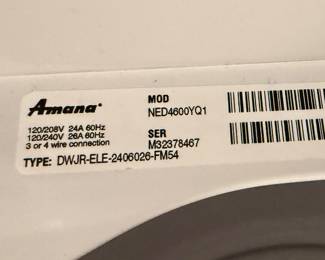 Amana
120/208V 24A 60Hz
120/240V 26A 60Hz
3 or 4 wire connection
MOD
NED4600YQ1
SER
M32378467
TYPE: DWJR-ELE-2406026-FM54